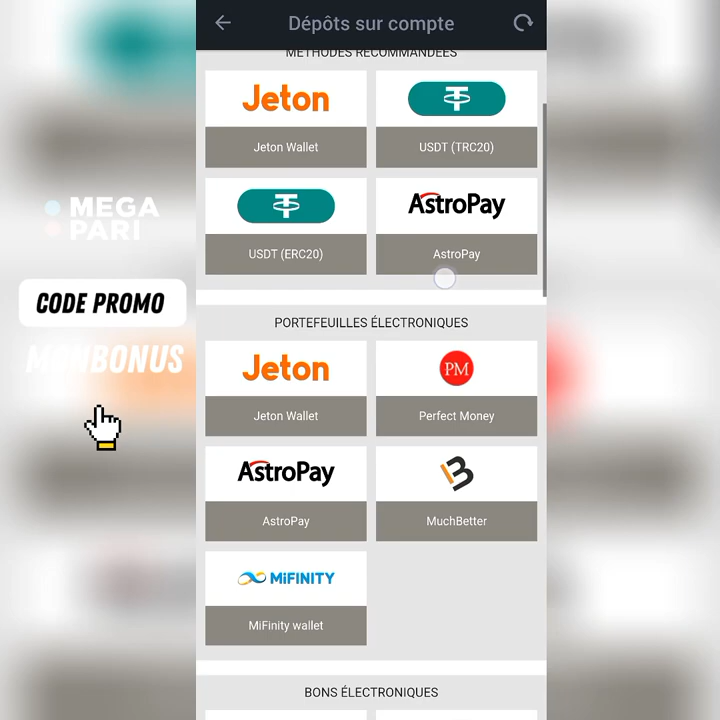 Dépôts sur compte
MÉTHODES RECOMMANDÉES
Jeton
Jeton Wallet
USDT (TRC20)
USDT (ERC20)
AstroPay
AstroPay
MEGA
PARI
CODE PROMO
MONBONUS
PORTEFEUILLES ÉLECTRONIQUES
Jeton
Jeton Wallet
PM
Perfect Money
AstroPay
AstroPay
MuchBetter
MiFINITY
MiFinity wallet
BONS ÉLECTRONIQUES